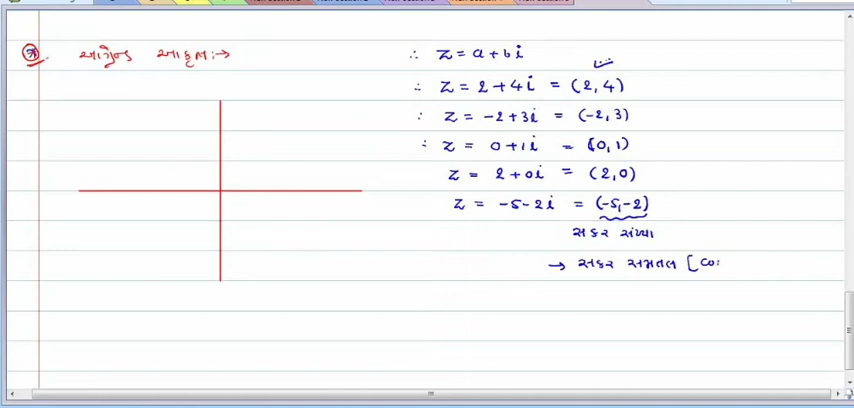 આર્ગેન્ડ આકૃતિ :→
∴ Z = a + bi
∴ Z = 2 + 4i = (2, 4)
∴ Z = -2 + 3i = (-2, 3)
∴ Z = 0 + 1i = (0, 1)
Z = 2 + 0i = (2, 0)
Z = -5 - 2i = (-5, -2)
સંકર સંખ્યા
→ સંકર સમતલ [Co